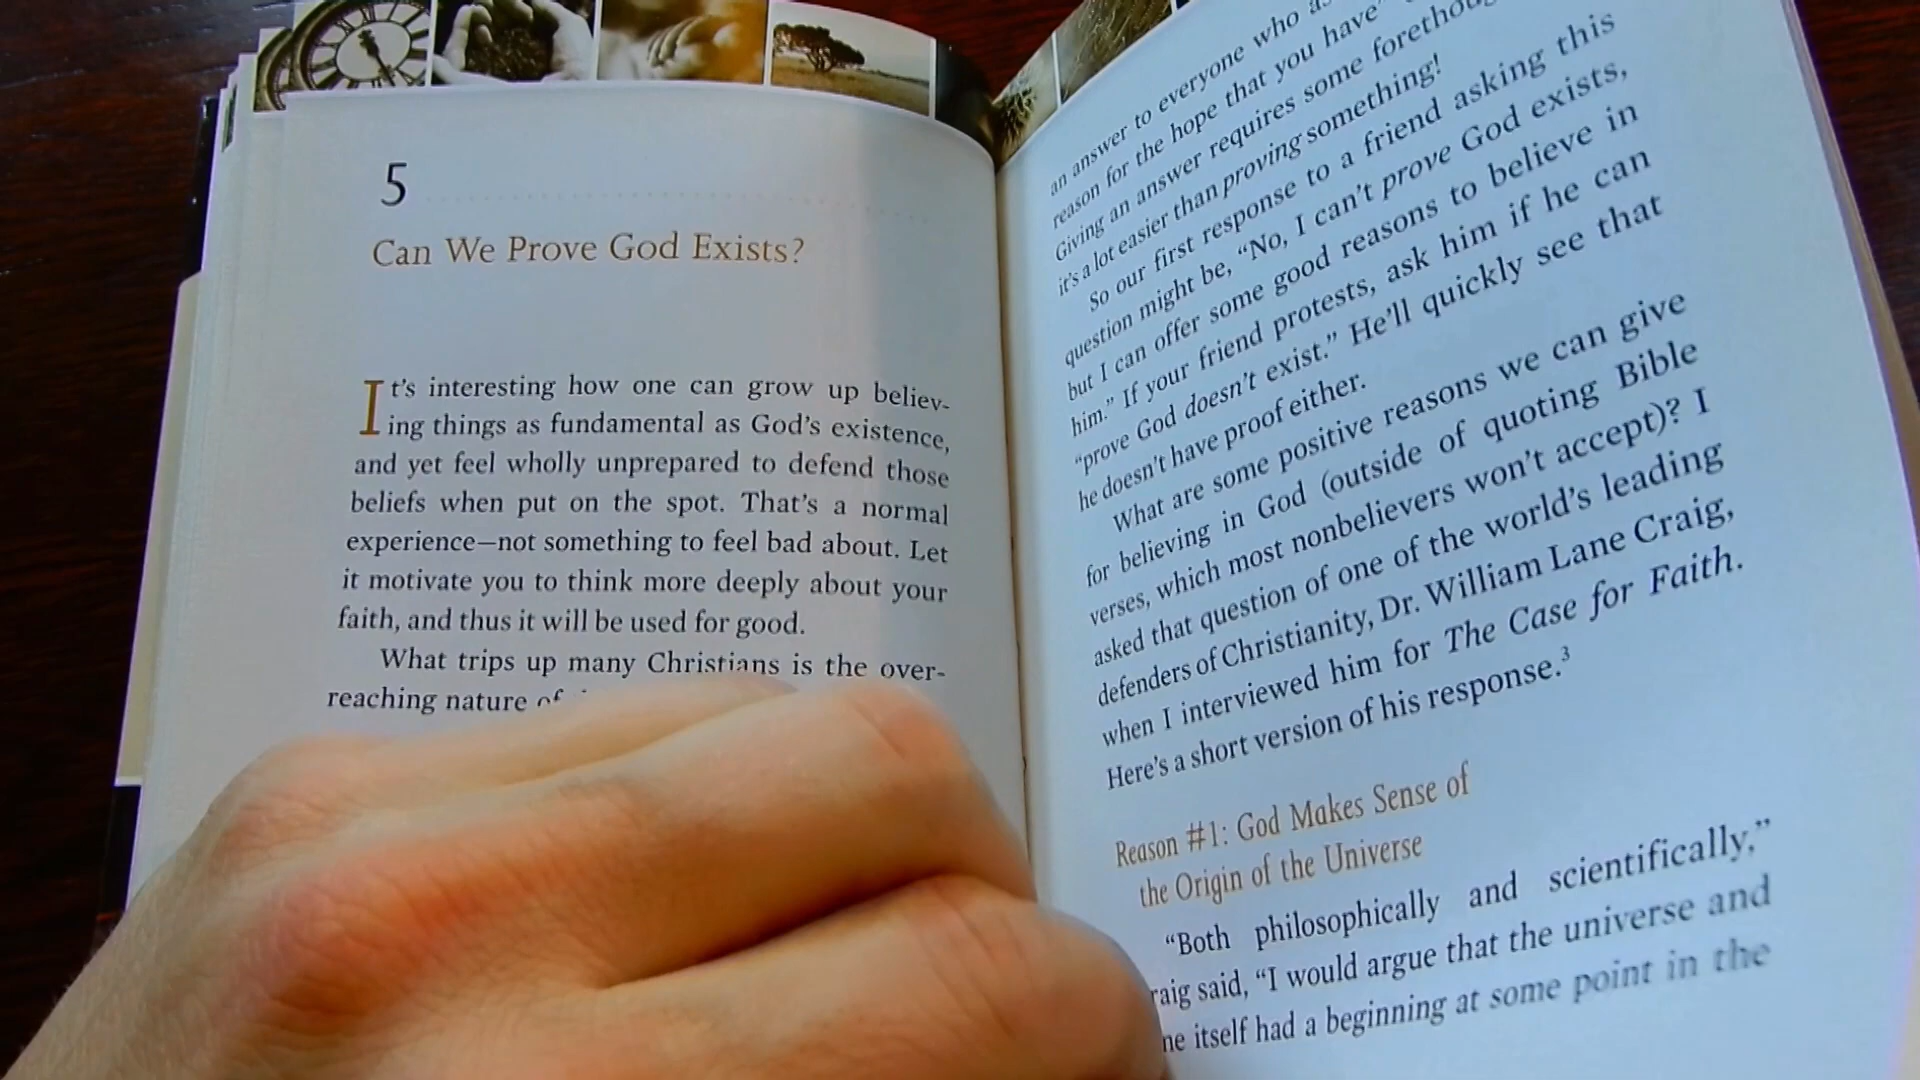 5
Can We Prove God Exists?
It's interesting how one can grow up believ-
ing things as fundamental as God's existence,
and yet feel wholly unprepared to defend those
beliefs when put on the spot. That's a normal
experience—not something to feel bad about. Let
it motivate you to think more deeply about your
faith, and thus it will be used for good.
What trips up many Christians is the over-
reaching nature of
an answer to everyone who
reason for the hope that you have"
Giving an answer requires some
it's a lot easier than proving something!
So our first response to a friend asking this
question might be, "No, I can't prove God exists,
but I can offer some good reasons to believe in
him." If your friend protests, ask him if he can
"prove God doesn't exist." He'll quickly see that
he doesn't have proof either.
What are some positive reasons we can give
for believing in God (outside of quoting Bible
verses, which most nonbelievers won't accept)? I
asked that question of one of the world's leading
defenders of Christianity, Dr. William Lane Craig,
when I interviewed him for The Case for Faith.
Here's a short version of his response.³
Reason #1: God Makes Sense of
the Origin of the Universe
"Both philosophically and scientifically,"
raig said, "I would argue that the universe and
me itself had a beginning at some point in the